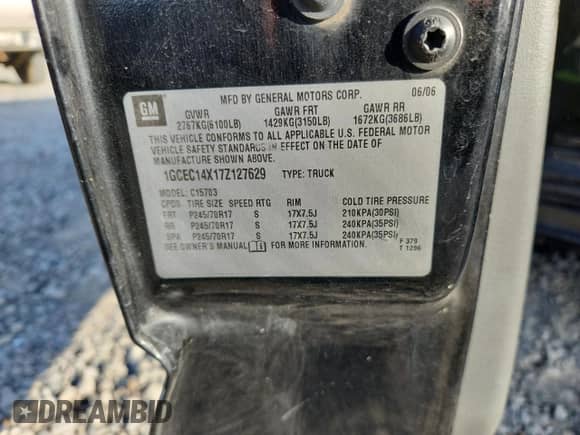 GM
MFD BY GENERAL MOTORS CORP. 06/06
GVWR GAWR FRT GAWR RR
2767KG(6100LB) 1429KG(3150LB) 1672KG(3686LB)
THIS VEHICLE CONFORMS TO ALL APPLICABLE U.S. FEDERAL MOTOR
VEHICLE SAFETY STANDARDS IN EFFECT ON THE DATE OF
MANUFACTURE SHOWN ABOVE.
1GCEC14X17Z127629 TYPE: TRUCK
MODEL: C15703
CPDS TIRE SIZE SPEED RTG RIM COLD TIRE PRESSURE
FRT P245/70R17 S 17X7.5J 210KPA(30PSI)
RR P245/70R17 S 17X7.5J 240KPA(35PSI)
SPA P245/70R17 S 17X7.5J 240KPA(35PSI)
SEE OWNER'S MANUAL FOR MORE INFORMATION.
F 379
T 1296
DREAMBID